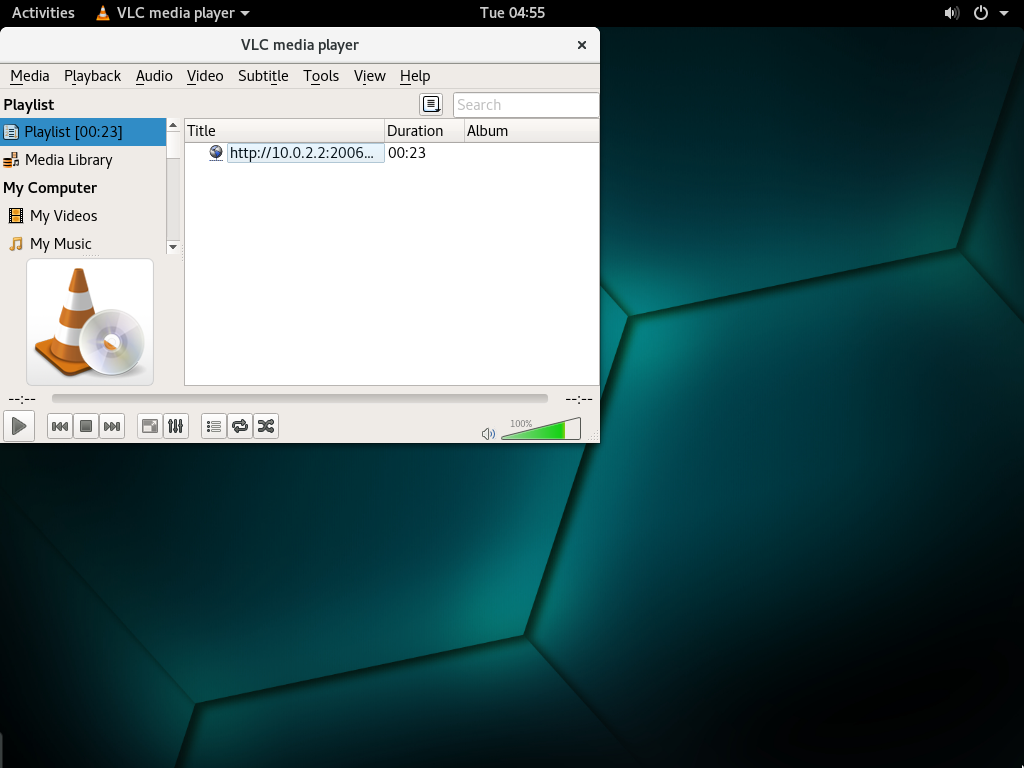 Activities VLC media player Tue 04:55
VLC media player
Media Playback Audio Video Subtitle Tools View Help
Playlist Search
Playlist [00:23]
Media Library
My Computer
My Videos
My Music
Title Duration Album
http://10.0.2.2:2006... 00:23
--:-- --:--
100%